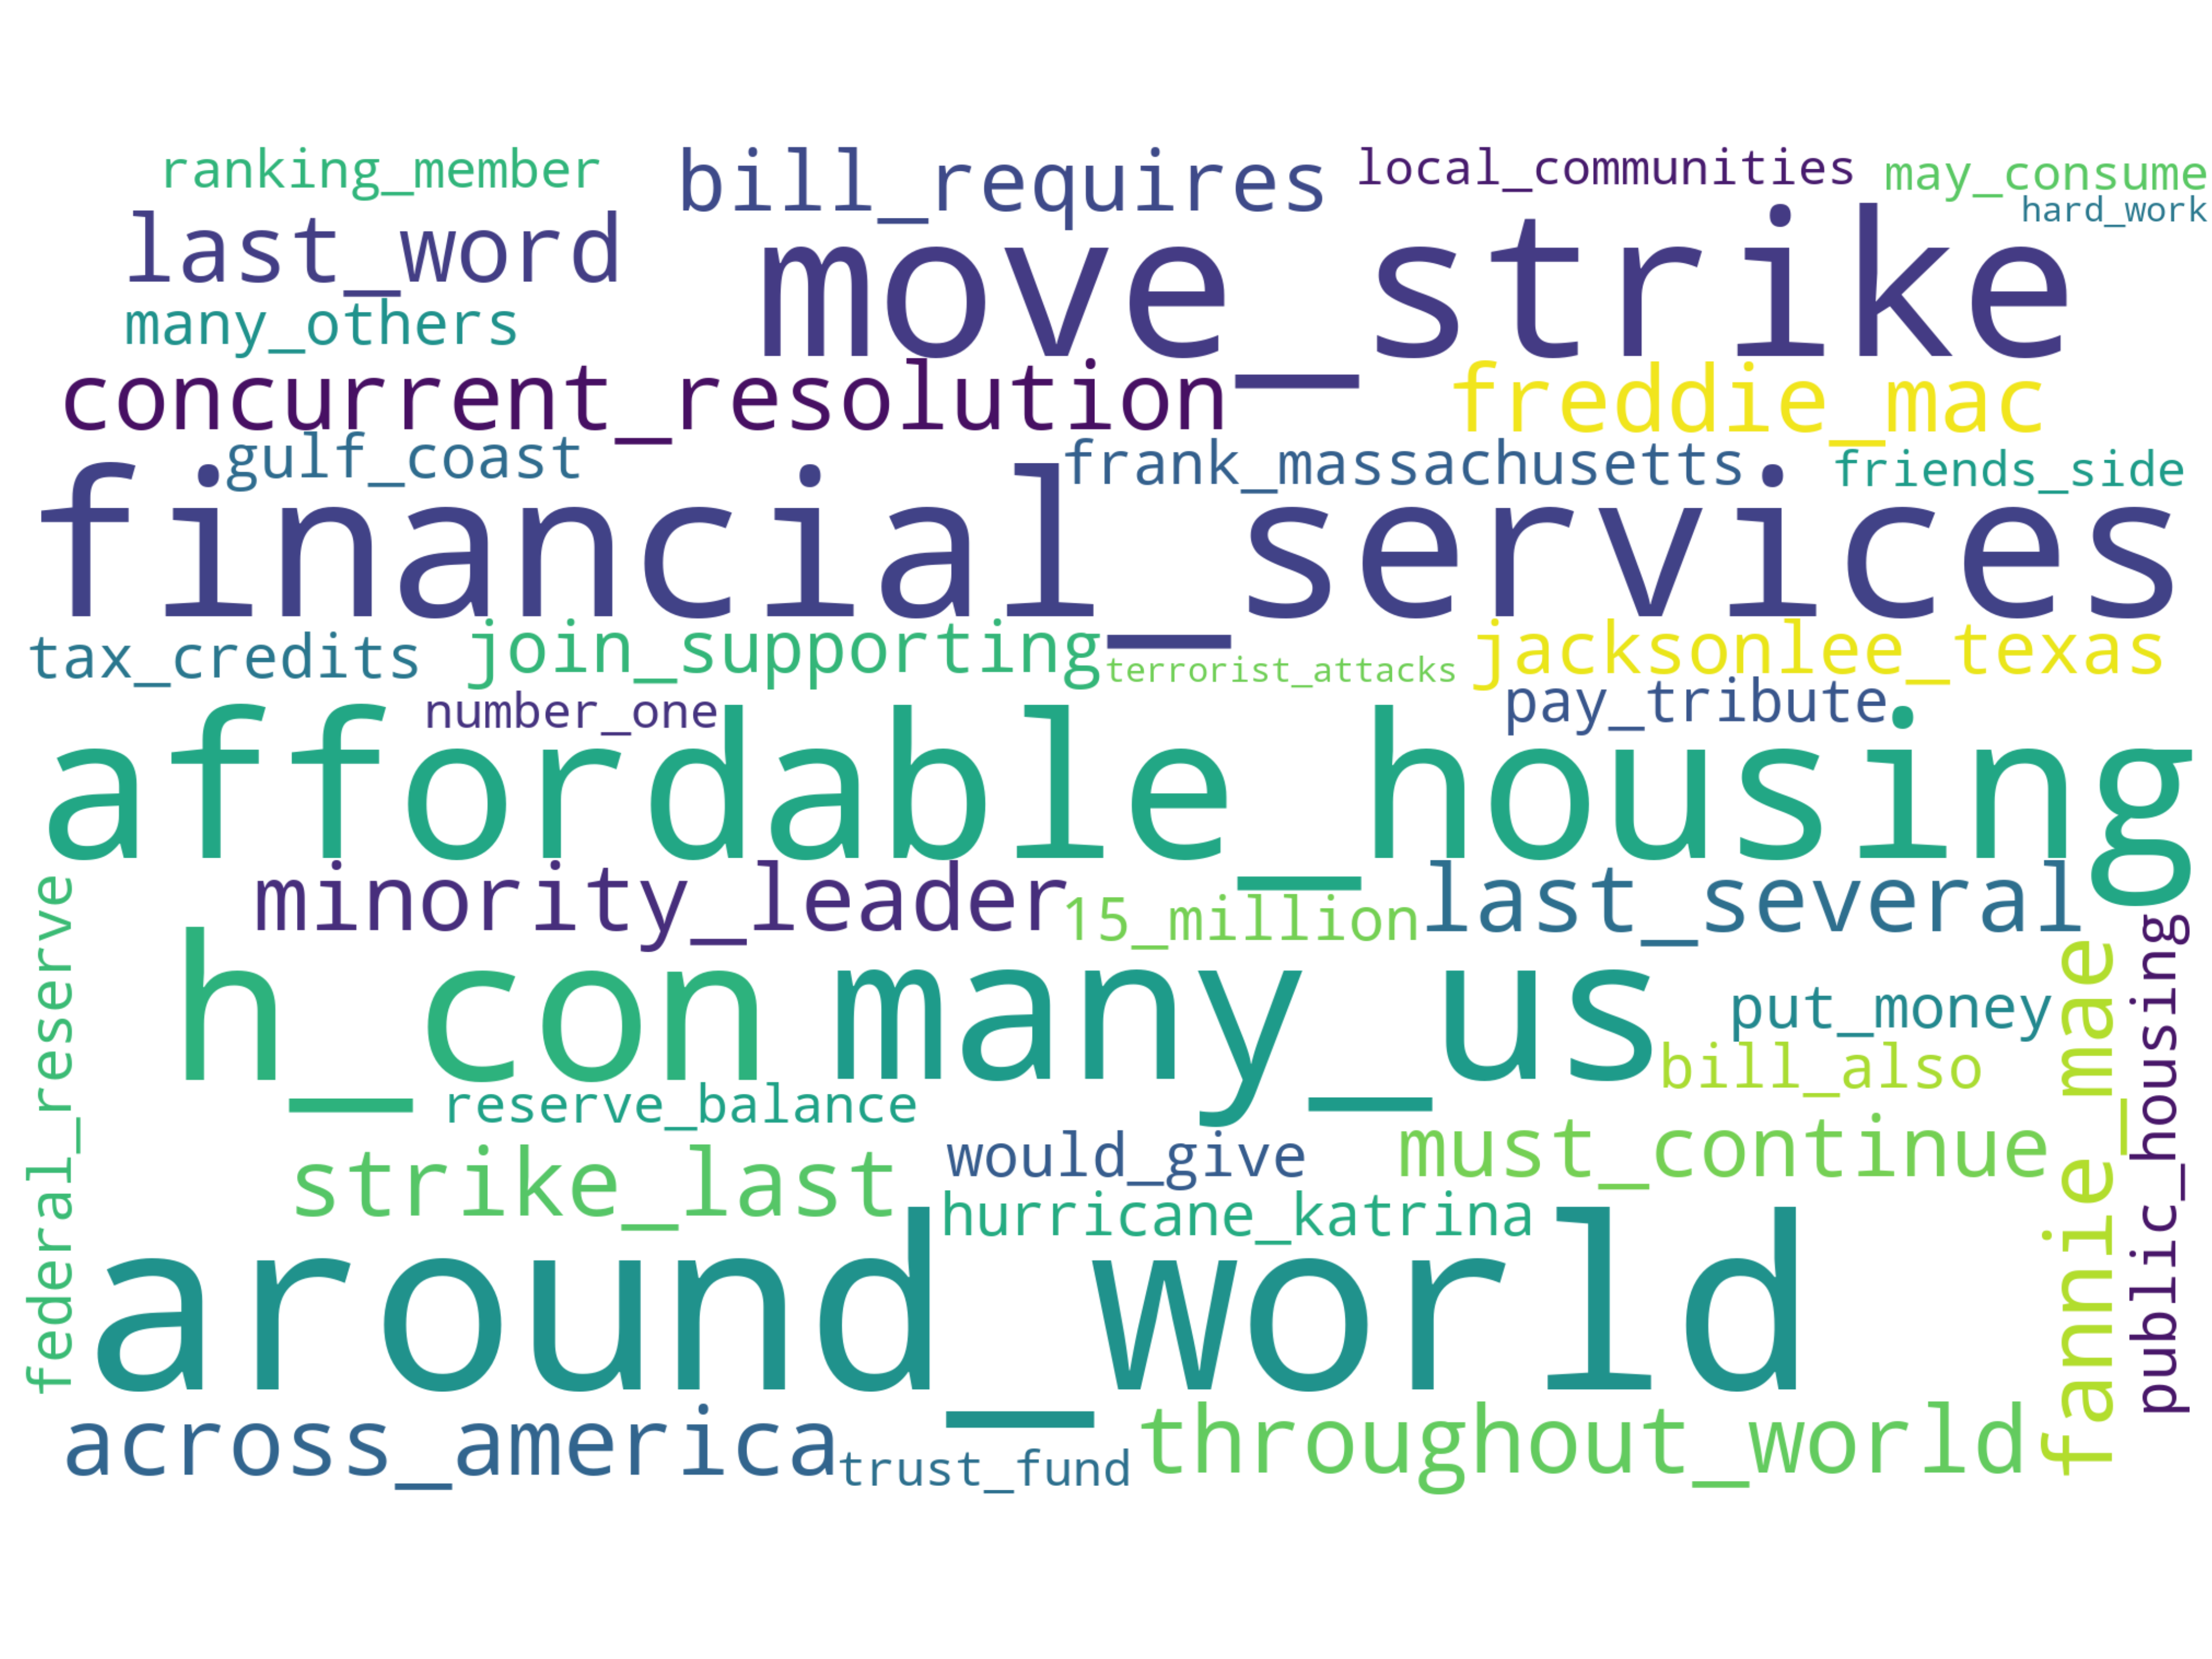 ranking_member
bill_requires
local_communities
may_consume
hard_work
last_word
move_strike
many_others
concurrent_resolution
freddie_mac
gulf_coast
frank_massachusetts
friends_side
financial_services
tax_credits
join_supporting
terrorist_attacks
jacksonlee_texas
number_one
pay_tribute
affordable_housing
minority_leader
15_million
last_several
federal_reserve
h_con
many_us
put_money
bill_also
fannie_mae
public_housing
reserve_balance
strike_last
would_give
must_continue
hurricane_katrina
around_world
across_america
trust_fund
throughout_world